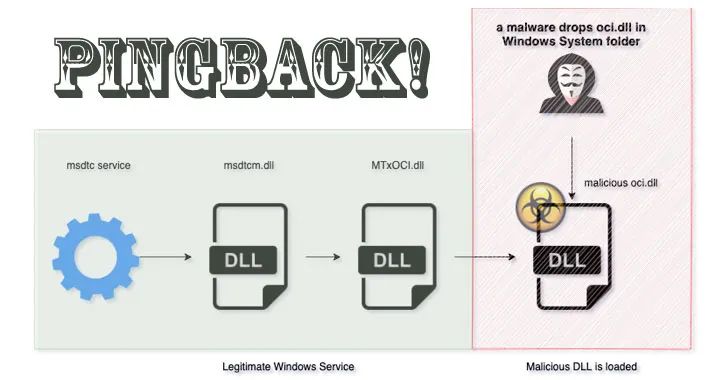 PINGBACK!
a malware drops oci.dll in
Windows System folder
msdtc service
msdtcm.dll
MTxOCI.dll
malicious oci.dll
DLL
DLL
DLL
Legitimate Windows Service
Malicious DLL is loaded